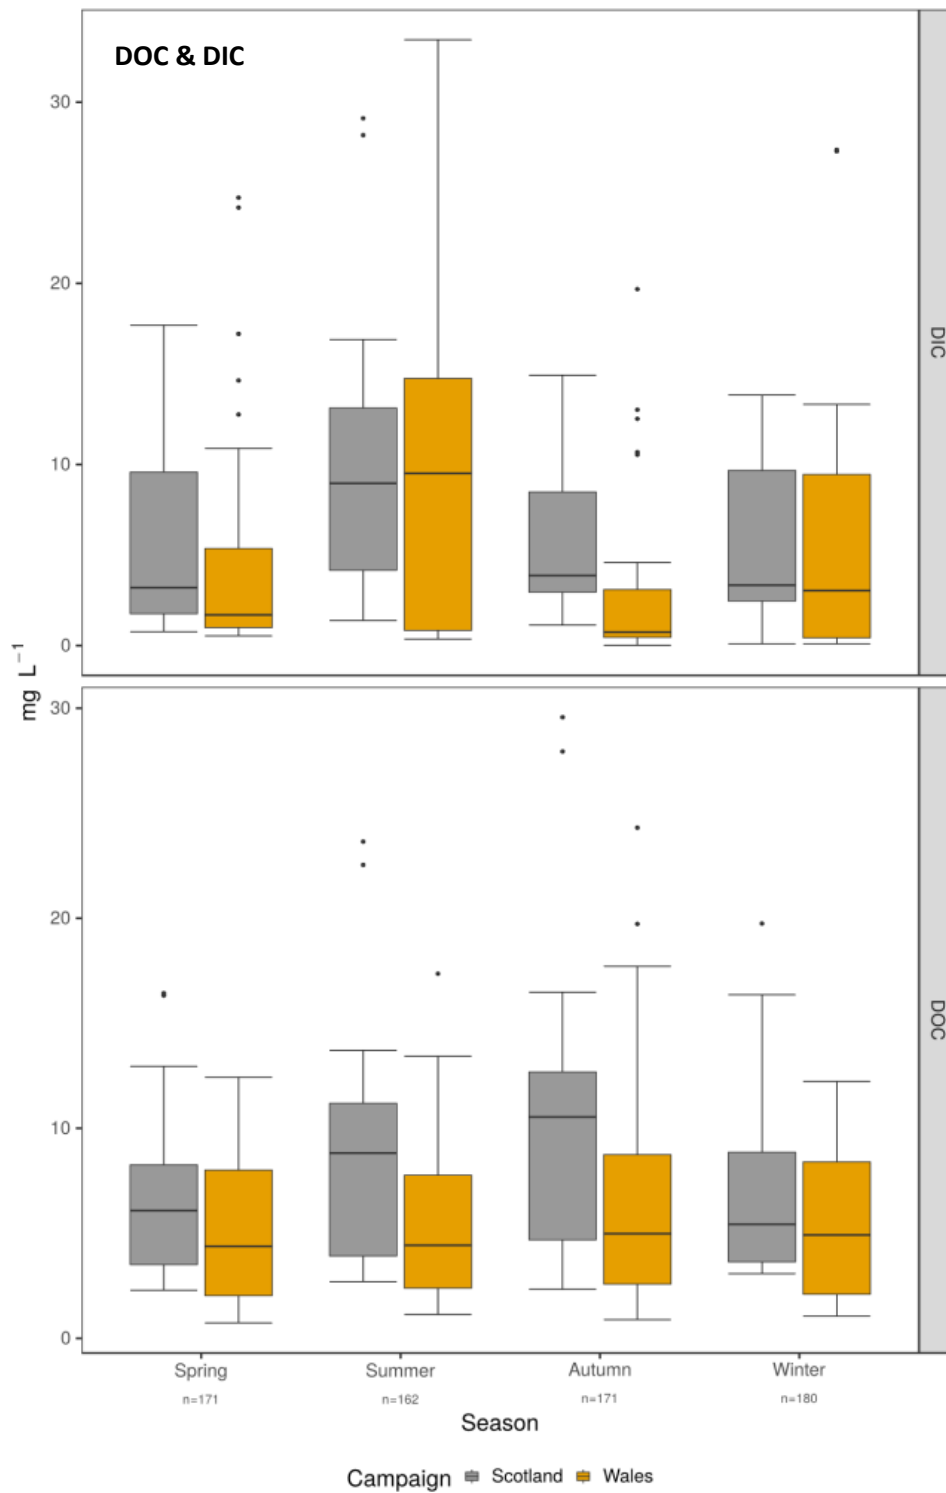 DOC & DIC
30
20
10
0
DIC
mg L⁻¹
30
20
10
0
DOC
Spring Summer Autumn Winter
n=171 n=162 n=171 n=180
Season
Campaign Scotland Wales